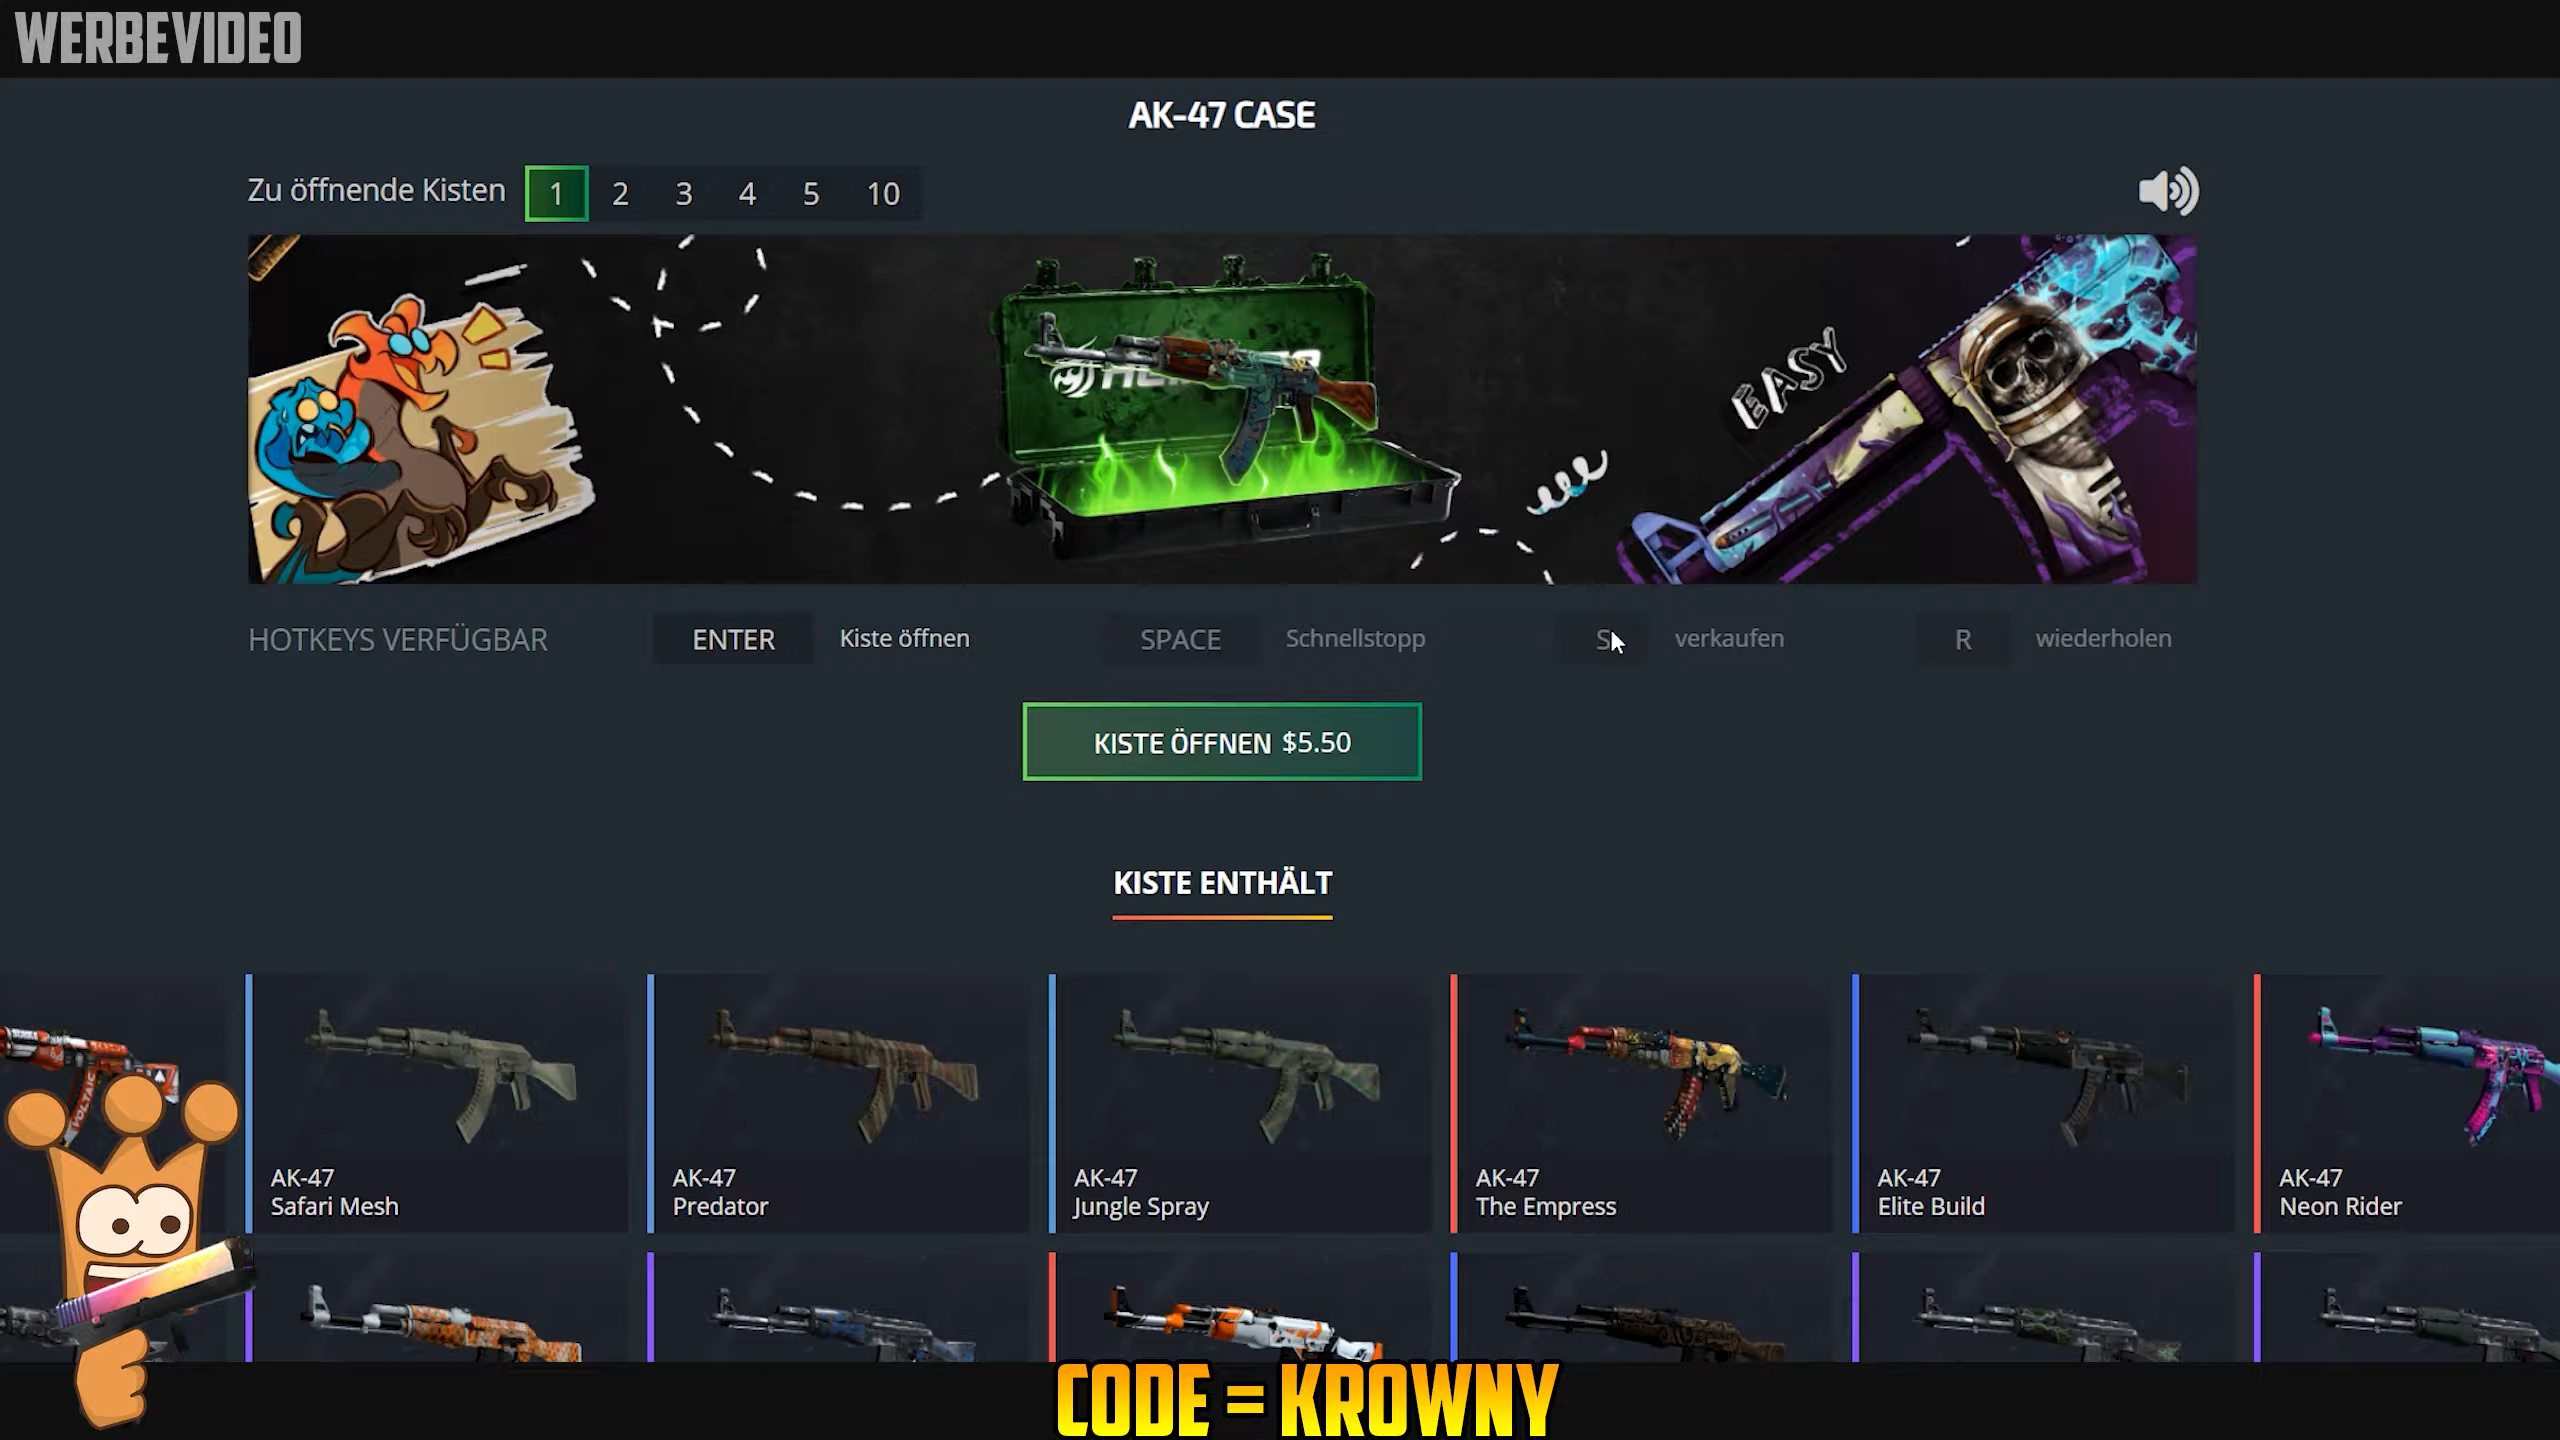 WERBEVIDEO
AK-47 CASE
Zu öffnende Kisten 1 2 3 4 5 10
EASY
HOTKEYS VERFÜGBAR ENTER Kiste öffnen SPACE Schnellstopp S verkaufen R wiederholen
KISTE ÖFFNEN $5.50
KISTE ENTHÄLT
VOLTAIC
AK-47
Safari Mesh
AK-47
Predator
AK-47
Jungle Spray
AK-47
The Empress
AK-47
Elite Build
AK-47
Neon Rider
CODE = KROWNY